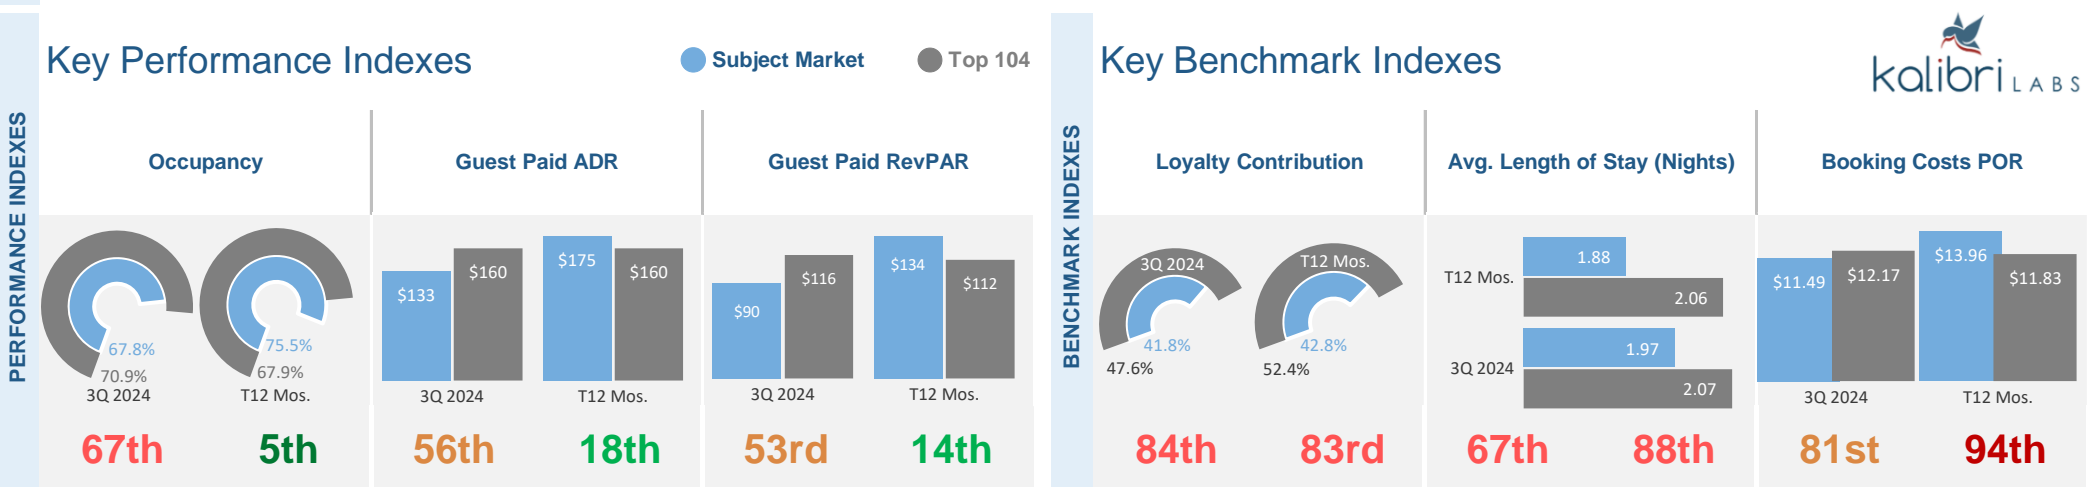 PERFORMANCE INDEXES
Key Performance Indexes
Subject Market
Top 104
Occupancy
Guest Paid ADR
Guest Paid RevPAR
67.8%
70.9%
3Q 2024
75.5%
67.9%
T12 Mos.
$133
$160
3Q 2024
$175
$160
T12 Mos.
$90
$116
3Q 2024
$134
$112
T12 Mos.
67th
5th
56th
18th
53rd
14th
BENCHMARK INDEXES
Key Benchmark Indexes
kalibri LABS
Loyalty Contribution
Avg. Length of Stay (Nights)
Booking Costs POR
3Q 2024
41.8%
47.6%
T12 Mos.
42.8%
52.4%
T12 Mos.
1.88
2.06
3Q 2024
1.97
2.07
$11.49
$12.17
3Q 2024
$13.96
$11.83
T12 Mos.
84th
83rd
67th
88th
81st
94th